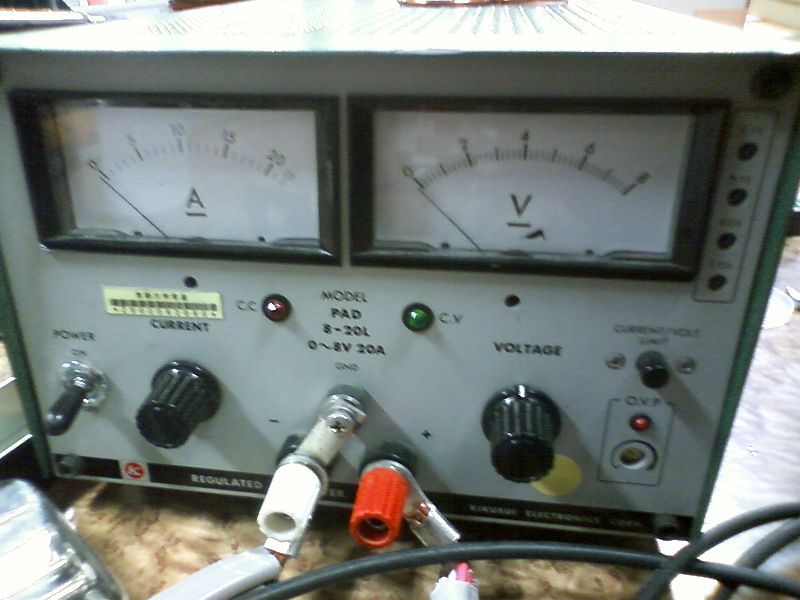 0 5 10 15 20
A
0 2 4 6 8
V
C.C
MODEL
PAD
8-20L
0~8V 20A
GND
C.V
CURRENT
POWER
ON
VOLTAGE
CURRENT/VOLT
LIMIT
O.V.P
-
+
REGULATED
KIKUSUI ELECTRONICS CORP.